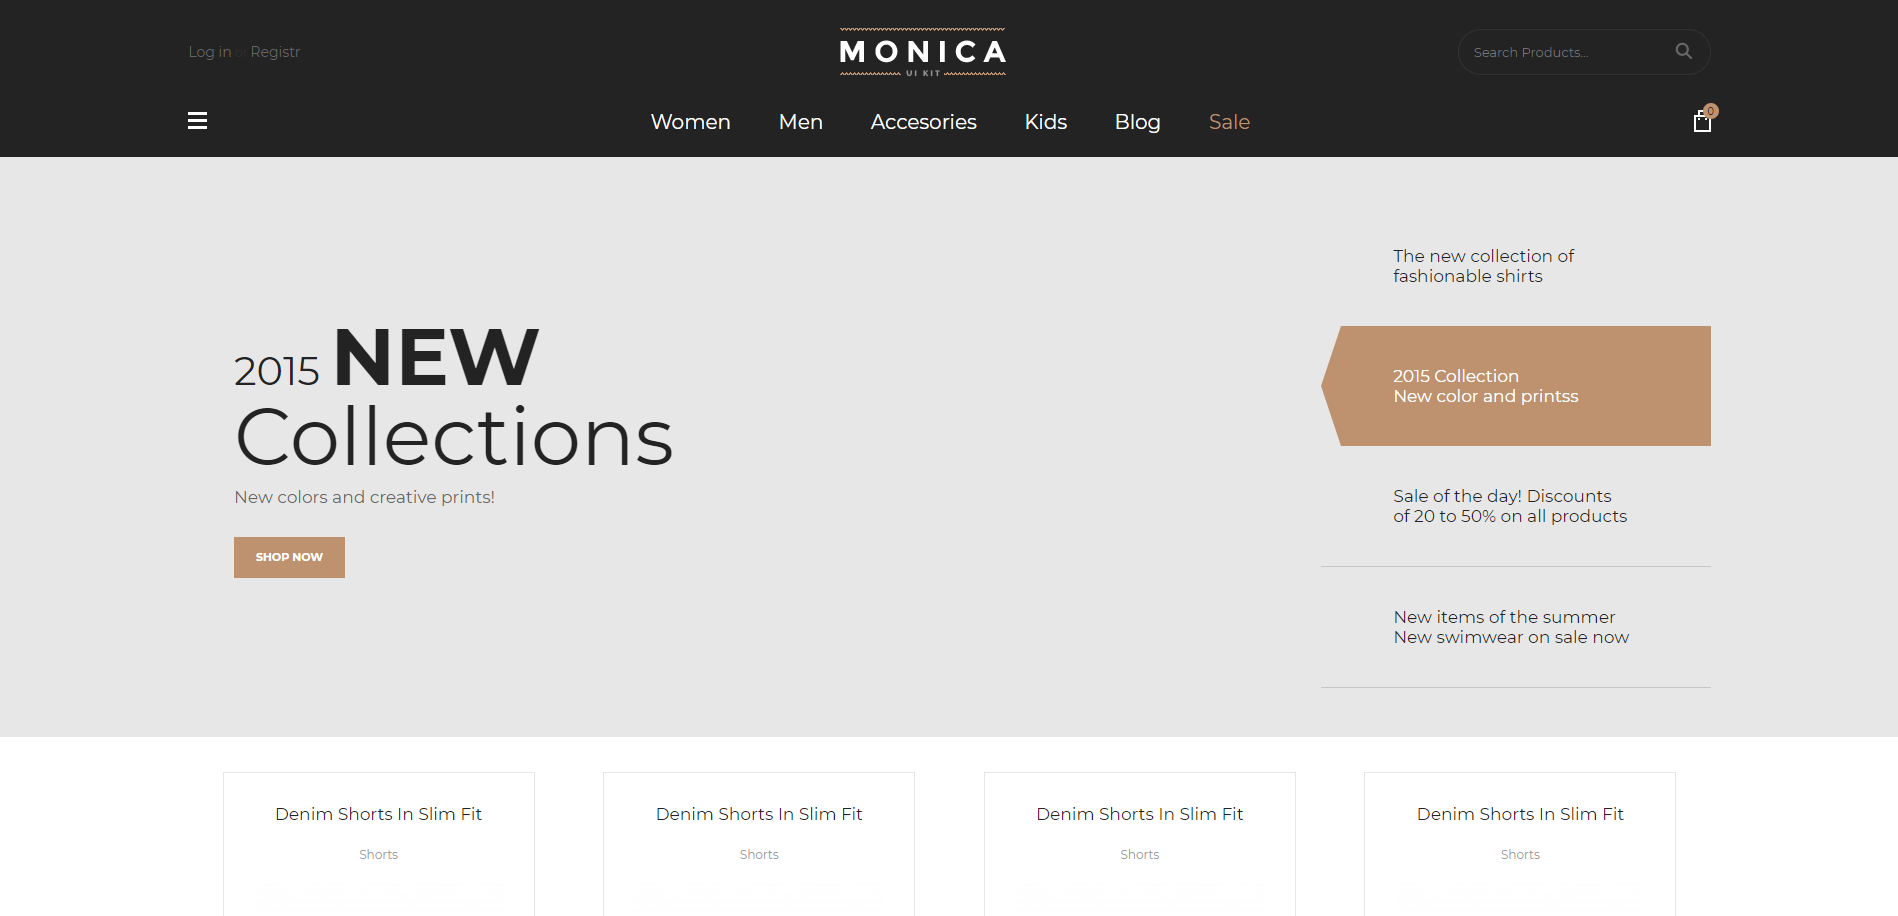 Log in or Registr
MONICA
UI KIT
Search Products...
Women Men Accesories Kids Blog Sale
0
2015 NEW
Collections
New colors and creative prints!
SHOP NOW
The new collection of
fashionable shirts
2015 Collection
New color and printss
Sale of the day! Discounts
of 20 to 50% on all products
New items of the summer
New swimwear on sale now
Denim Shorts In Slim Fit
Shorts
Denim Shorts In Slim Fit
Shorts
Denim Shorts In Slim Fit
Shorts
Denim Shorts In Slim Fit
Shorts